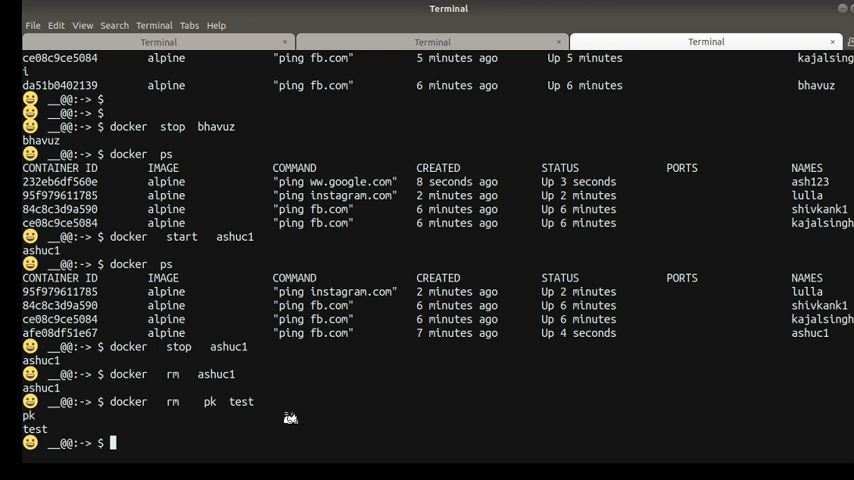 Terminal
File Edit View Search Terminal Tabs Help
Terminal × Terminal × Terminal ×
ce08c9ce5084 alpine "ping fb.com" 5 minutes ago Up 5 minutes kajalsing
i
da51b0402139 alpine "ping fb.com" 6 minutes ago Up 6 minutes bhavuz
😀 __@@:-> $
😀 __@@:-> $
😀 __@@:-> $ docker stop bhavuz
bhavuz
😀 __@@:-> $ docker ps
CONTAINER ID IMAGE COMMAND CREATED STATUS PORTS NAMES
232eb6df560e alpine "ping ww.google.com" 8 seconds ago Up 3 seconds ash123
95f979611785 alpine "ping instagram.com" 2 minutes ago Up 2 minutes lulla
84c8c3d9a590 alpine "ping fb.com" 6 minutes ago Up 6 minutes shivkank1
ce08c9ce5084 alpine "ping fb.com" 6 minutes ago Up 6 minutes kajalsingh
😀 __@@:-> $ docker start ashuc1
ashuc1
😀 __@@:-> $ docker ps
CONTAINER ID IMAGE COMMAND CREATED STATUS PORTS NAMES
95f979611785 alpine "ping instagram.com" 2 minutes ago Up 2 minutes lulla
84c8c3d9a590 alpine "ping fb.com" 6 minutes ago Up 6 minutes shivkank1
ce08c9ce5084 alpine "ping fb.com" 6 minutes ago Up 6 minutes kajalsingh
afe08df51e67 alpine "ping fb.com" 7 minutes ago Up 4 seconds ashuc1
😀 __@@:-> $ docker stop ashuc1
ashuc1
😀 __@@:-> $ docker rm ashuc1
ashuc1
😀 __@@:-> $ docker rm pk test
pk
test
😀 __@@:-> $